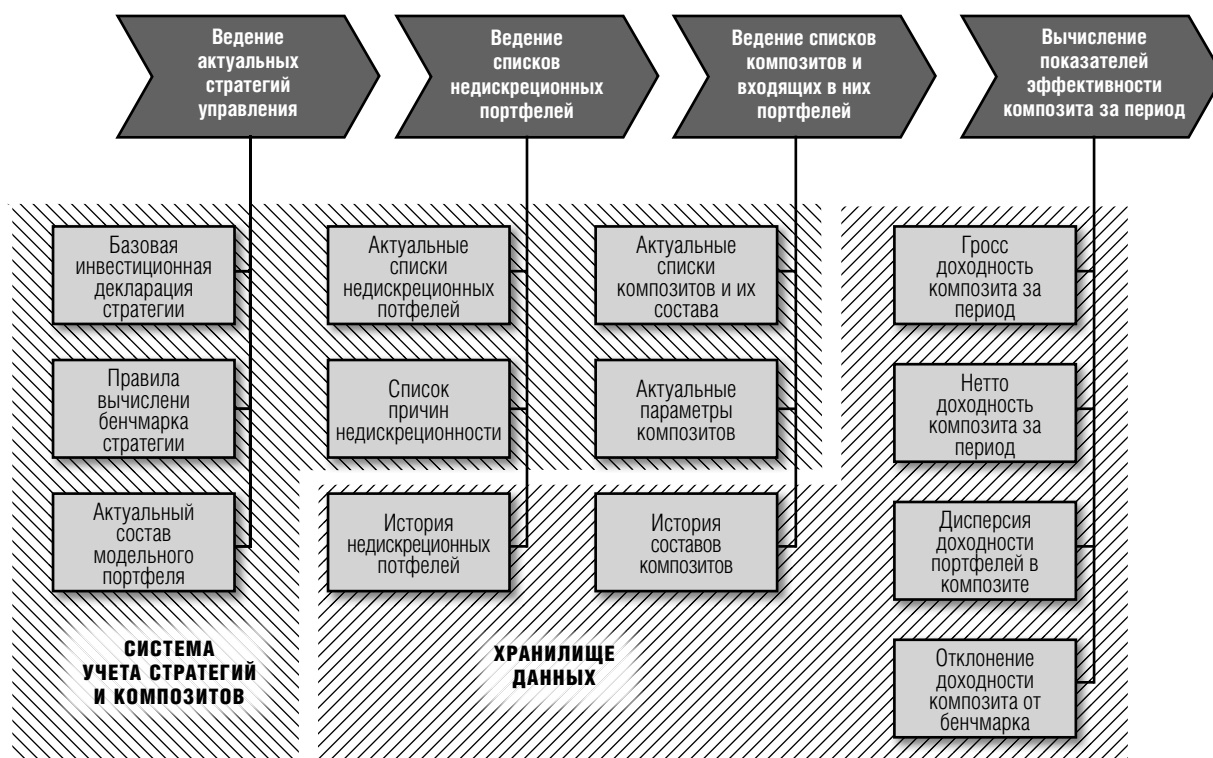 Ведение
актуальных
стратегий
управления
Ведение
списков
недискреционных
портфелей
Ведение списков
композитов и
входящих в них
портфелей
Вычисление
показателей
эффективности
композита за период
Базовая
инвестиционная
декларация
стратегии
Правила
вычислени
бенчмарка
стратегии
Актуальный
состав
модельного
портфеля
Актуальные
списки
недискреционных
потфелей
Список
причин
недискреционности
История
недискреционных
потфелей
Актуальные
списки
композитов и их
состава
Актуальные
параметры
композитов
История
составов
композитов
Гросс
доходность
композита за
период
Нетто
доходность
композита за
период
Дисперсия
доходности
портфелей в
композите
Отклонение
доходности
композита от
бенчмарка
СИСТЕМА
УЧЕТА СТРАТЕГИЙ
И КОМПОЗИТОВ
ХРАНИЛИЩЕ
ДАННЫХ